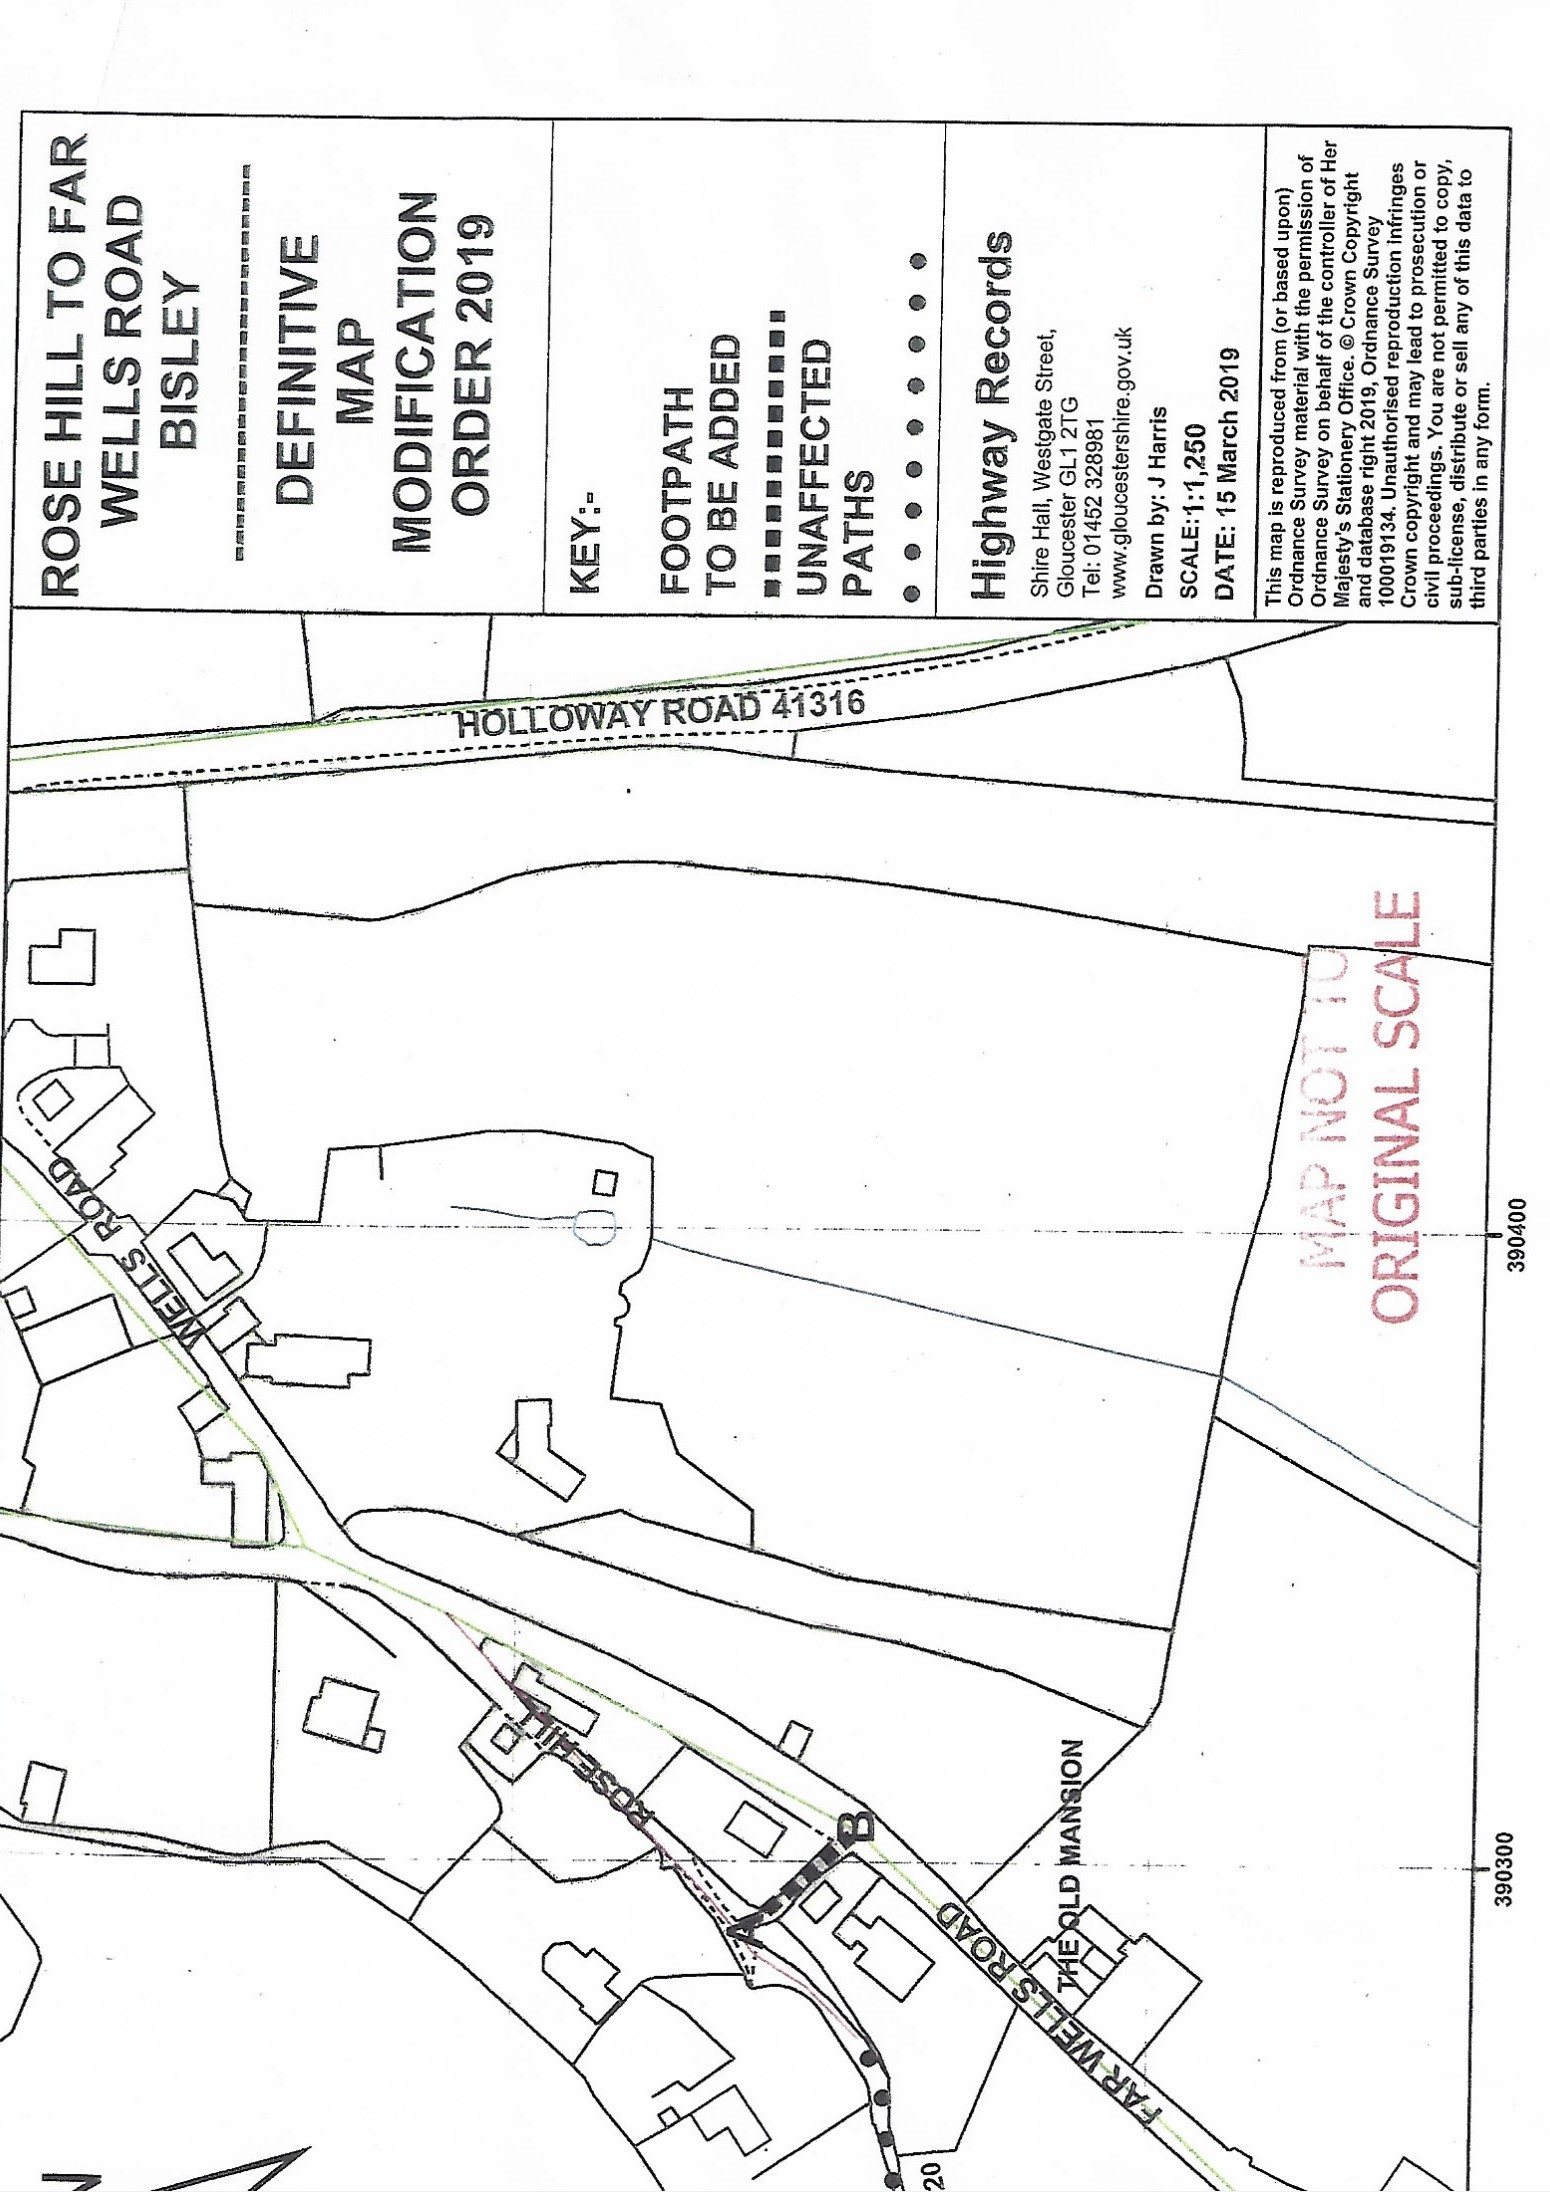 ROSE HILL TO FAR
WELLS ROAD
BISLEY
DEFINITIVE
MAP
MODIFICATION
ORDER 2019
KEY:-
FOOTPATH
TO BE ADDED
UNAFFECTED
PATHS
Highway Records
Shire Hall, Westgate Street,
Gloucester GL1 2TG
Tel: 01452 328981
www.gloucestershire.gov.uk
Drawn by: J Harris
SCALE:1:1,250
DATE: 15 March 2019
This map is reproduced from (or based upon)
Ordnance Survey material with the permission of
Ordnance Survey on behalf of the controller of Her
Majesty's Stationery Office. © Crown Copyright
and database right 2019, Ordnance Survey
100019134. Unauthorised reproduction infringes
Crown copyright and may lead to prosecution or
civil proceedings. You are not permitted to copy,
sub-license, distribute or sell any of this data to
third parties in any form.
HOLLOWAY ROAD 41316
WELLS ROAD
ROSE HILL
A
B
FAR WELLS ROAD
THE OLD MANSION
MAP NOT TO
ORIGINAL SCALE
390400
390300
20
N